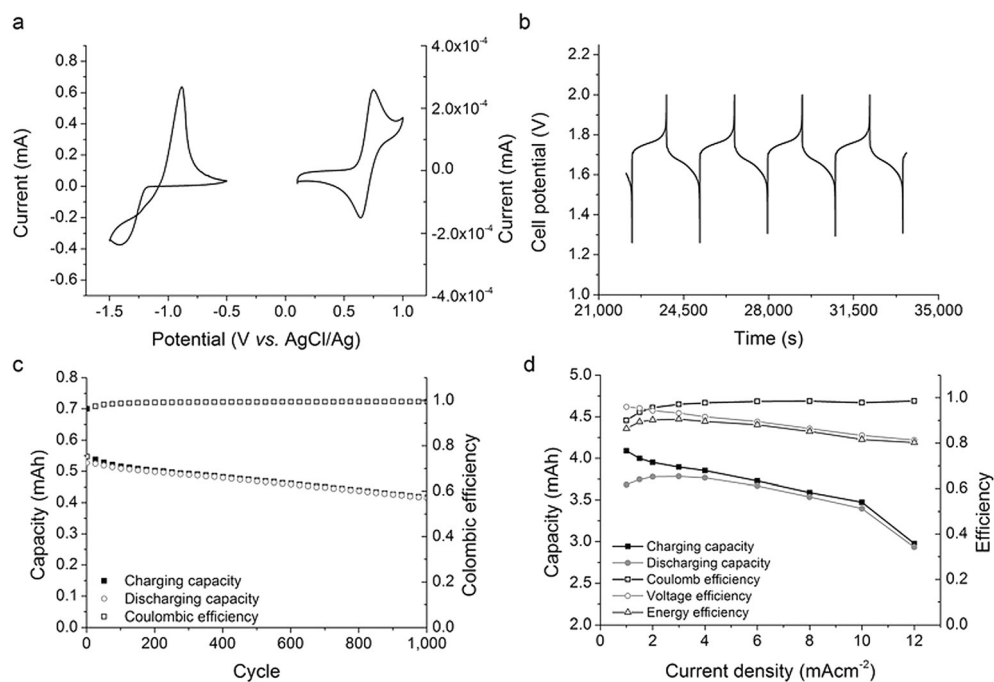 a
0.8
0.6
0.4
0.2
0.0
-0.2
-0.4
-0.6
Current (mA)
4.0x10-4
2.0x10-4
0.0
-2.0x10-4
-4.0x10-4
Current (mA)
-1.5
-1.0
-0.5
0.0
0.5
1.0
Potential (V vs. AgCl/Ag)
b
2.2
2.0
1.8
1.6
1.4
1.2
1.0
Cell potential (V)
21,000
24,500
28,000
31,500
35,000
Time (s)
c
0.8
0.7
0.6
0.5
0.4
0.3
0.2
0.1
0.0
Capacity (mAh)
1.0
0.8
0.6
0.4
0.2
0.0
Colombic efficiency
Charging capacity
Discharging capacity
Coulombic efficiency
0
200
400
600
800
1,000
Cycle
d
5.0
4.5
4.0
3.5
3.0
2.5
2.0
Capacity (mAh)
1.0
0.8
0.6
0.4
0.2
0.0
Efficiency
Charging capacity
Discharging capacity
Coulomb efficiency
Voltage efficiency
Energy efficiency
0
2
4
6
8
10
12
Current density (mAcm-2)